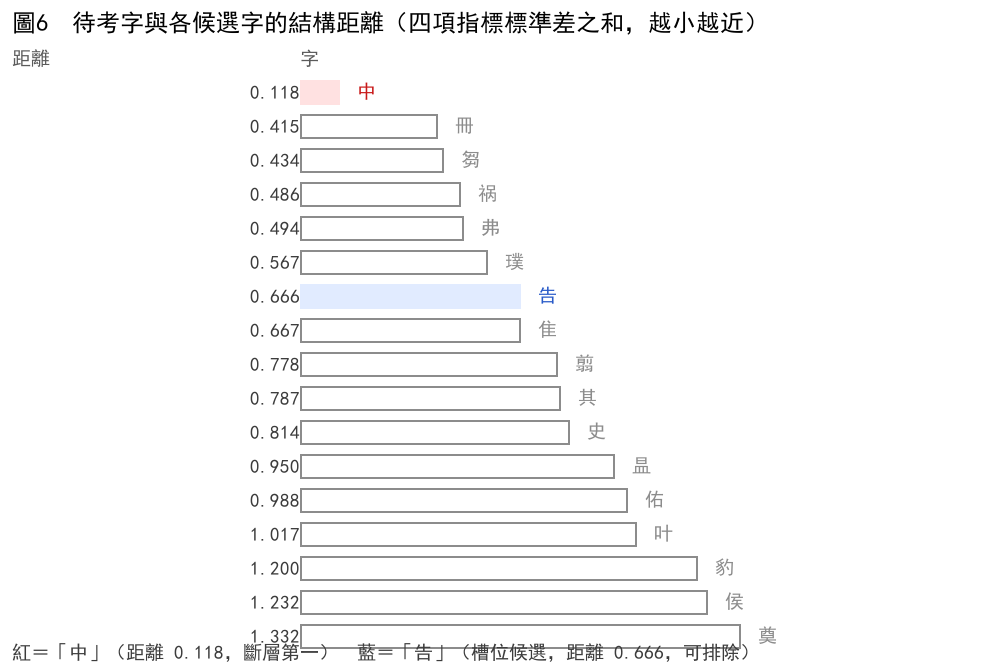 圖6　待考字與各候選字的結構距離（四項指標標準差之和，越小越近）
距離　字
0.118 中
0.415 冊
0.434 芻
0.486 祸
0.494 弗
0.567 璞
0.666 告
0.667 隹
0.778 翦
0.787 其
0.814 史
0.950 昷
0.988 佑
1.017 叶
1.200 豹
1.232 侯
1.332 奠
紅＝「中」（距離 0.118，斷層第一）　藍＝「告」（槽位候選，距離 0.666，可排除）